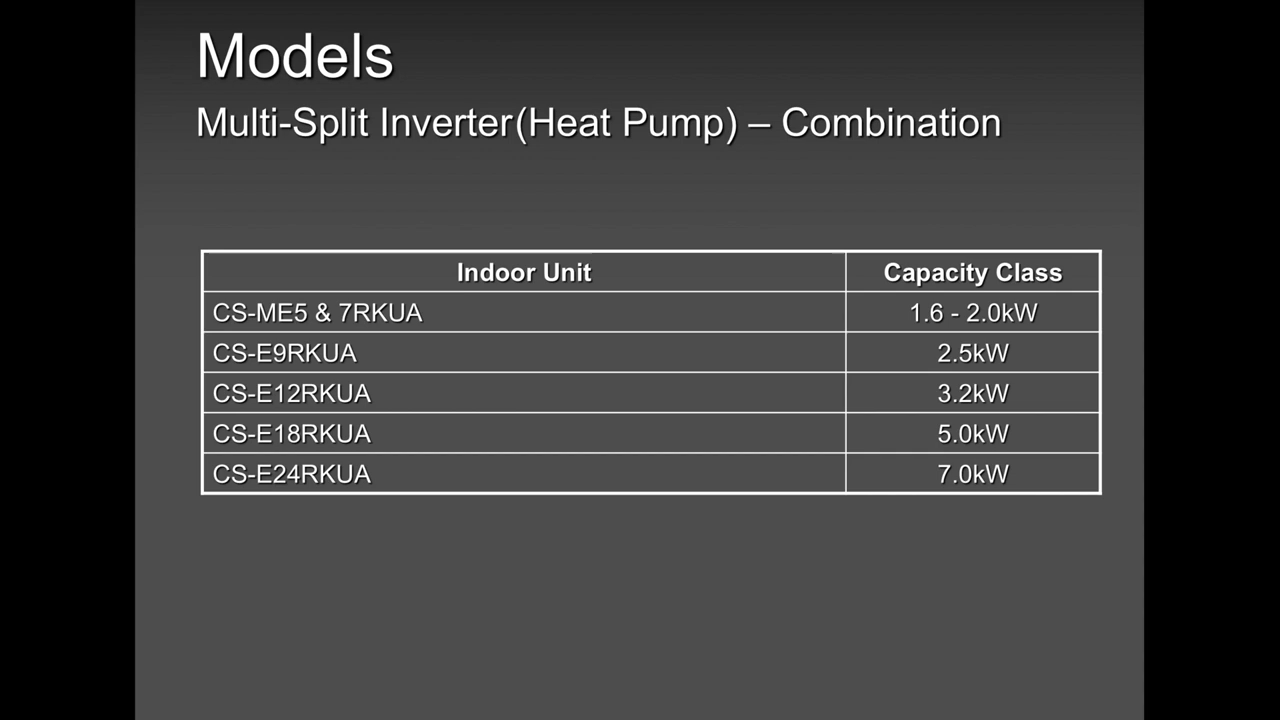 Models
Multi-Split Inverter(Heat Pump) – Combination
Indoor Unit Capacity Class
CS-ME5 & 7RKUA 1.6 - 2.0kW
CS-E9RKUA 2.5kW
CS-E12RKUA 3.2kW
CS-E18RKUA 5.0kW
CS-E24RKUA 7.0kW